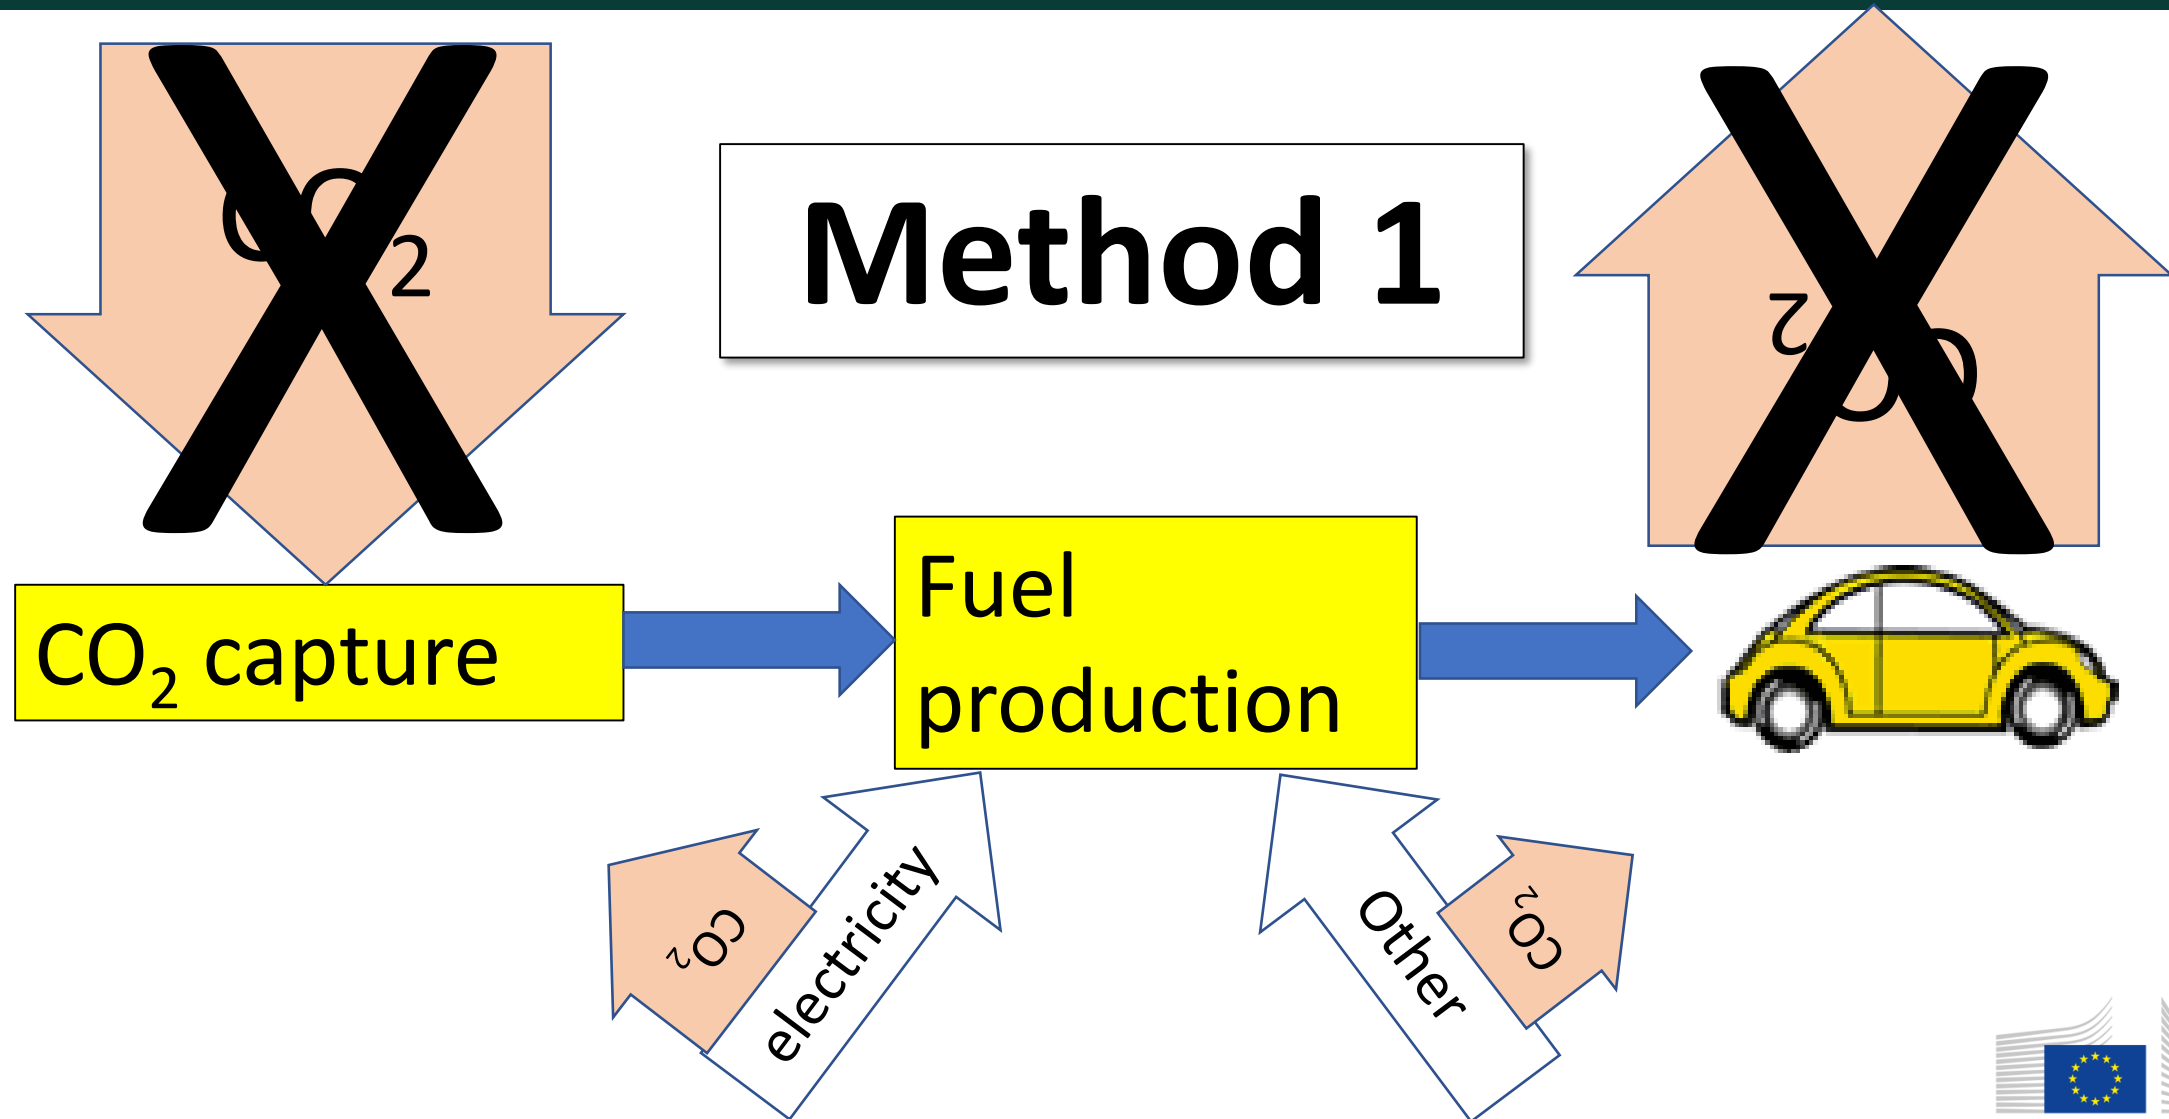 CO₂
Method 1
CO₂
CO₂ capture
Fuel
production
CO₂
electricity
Other
CO₂